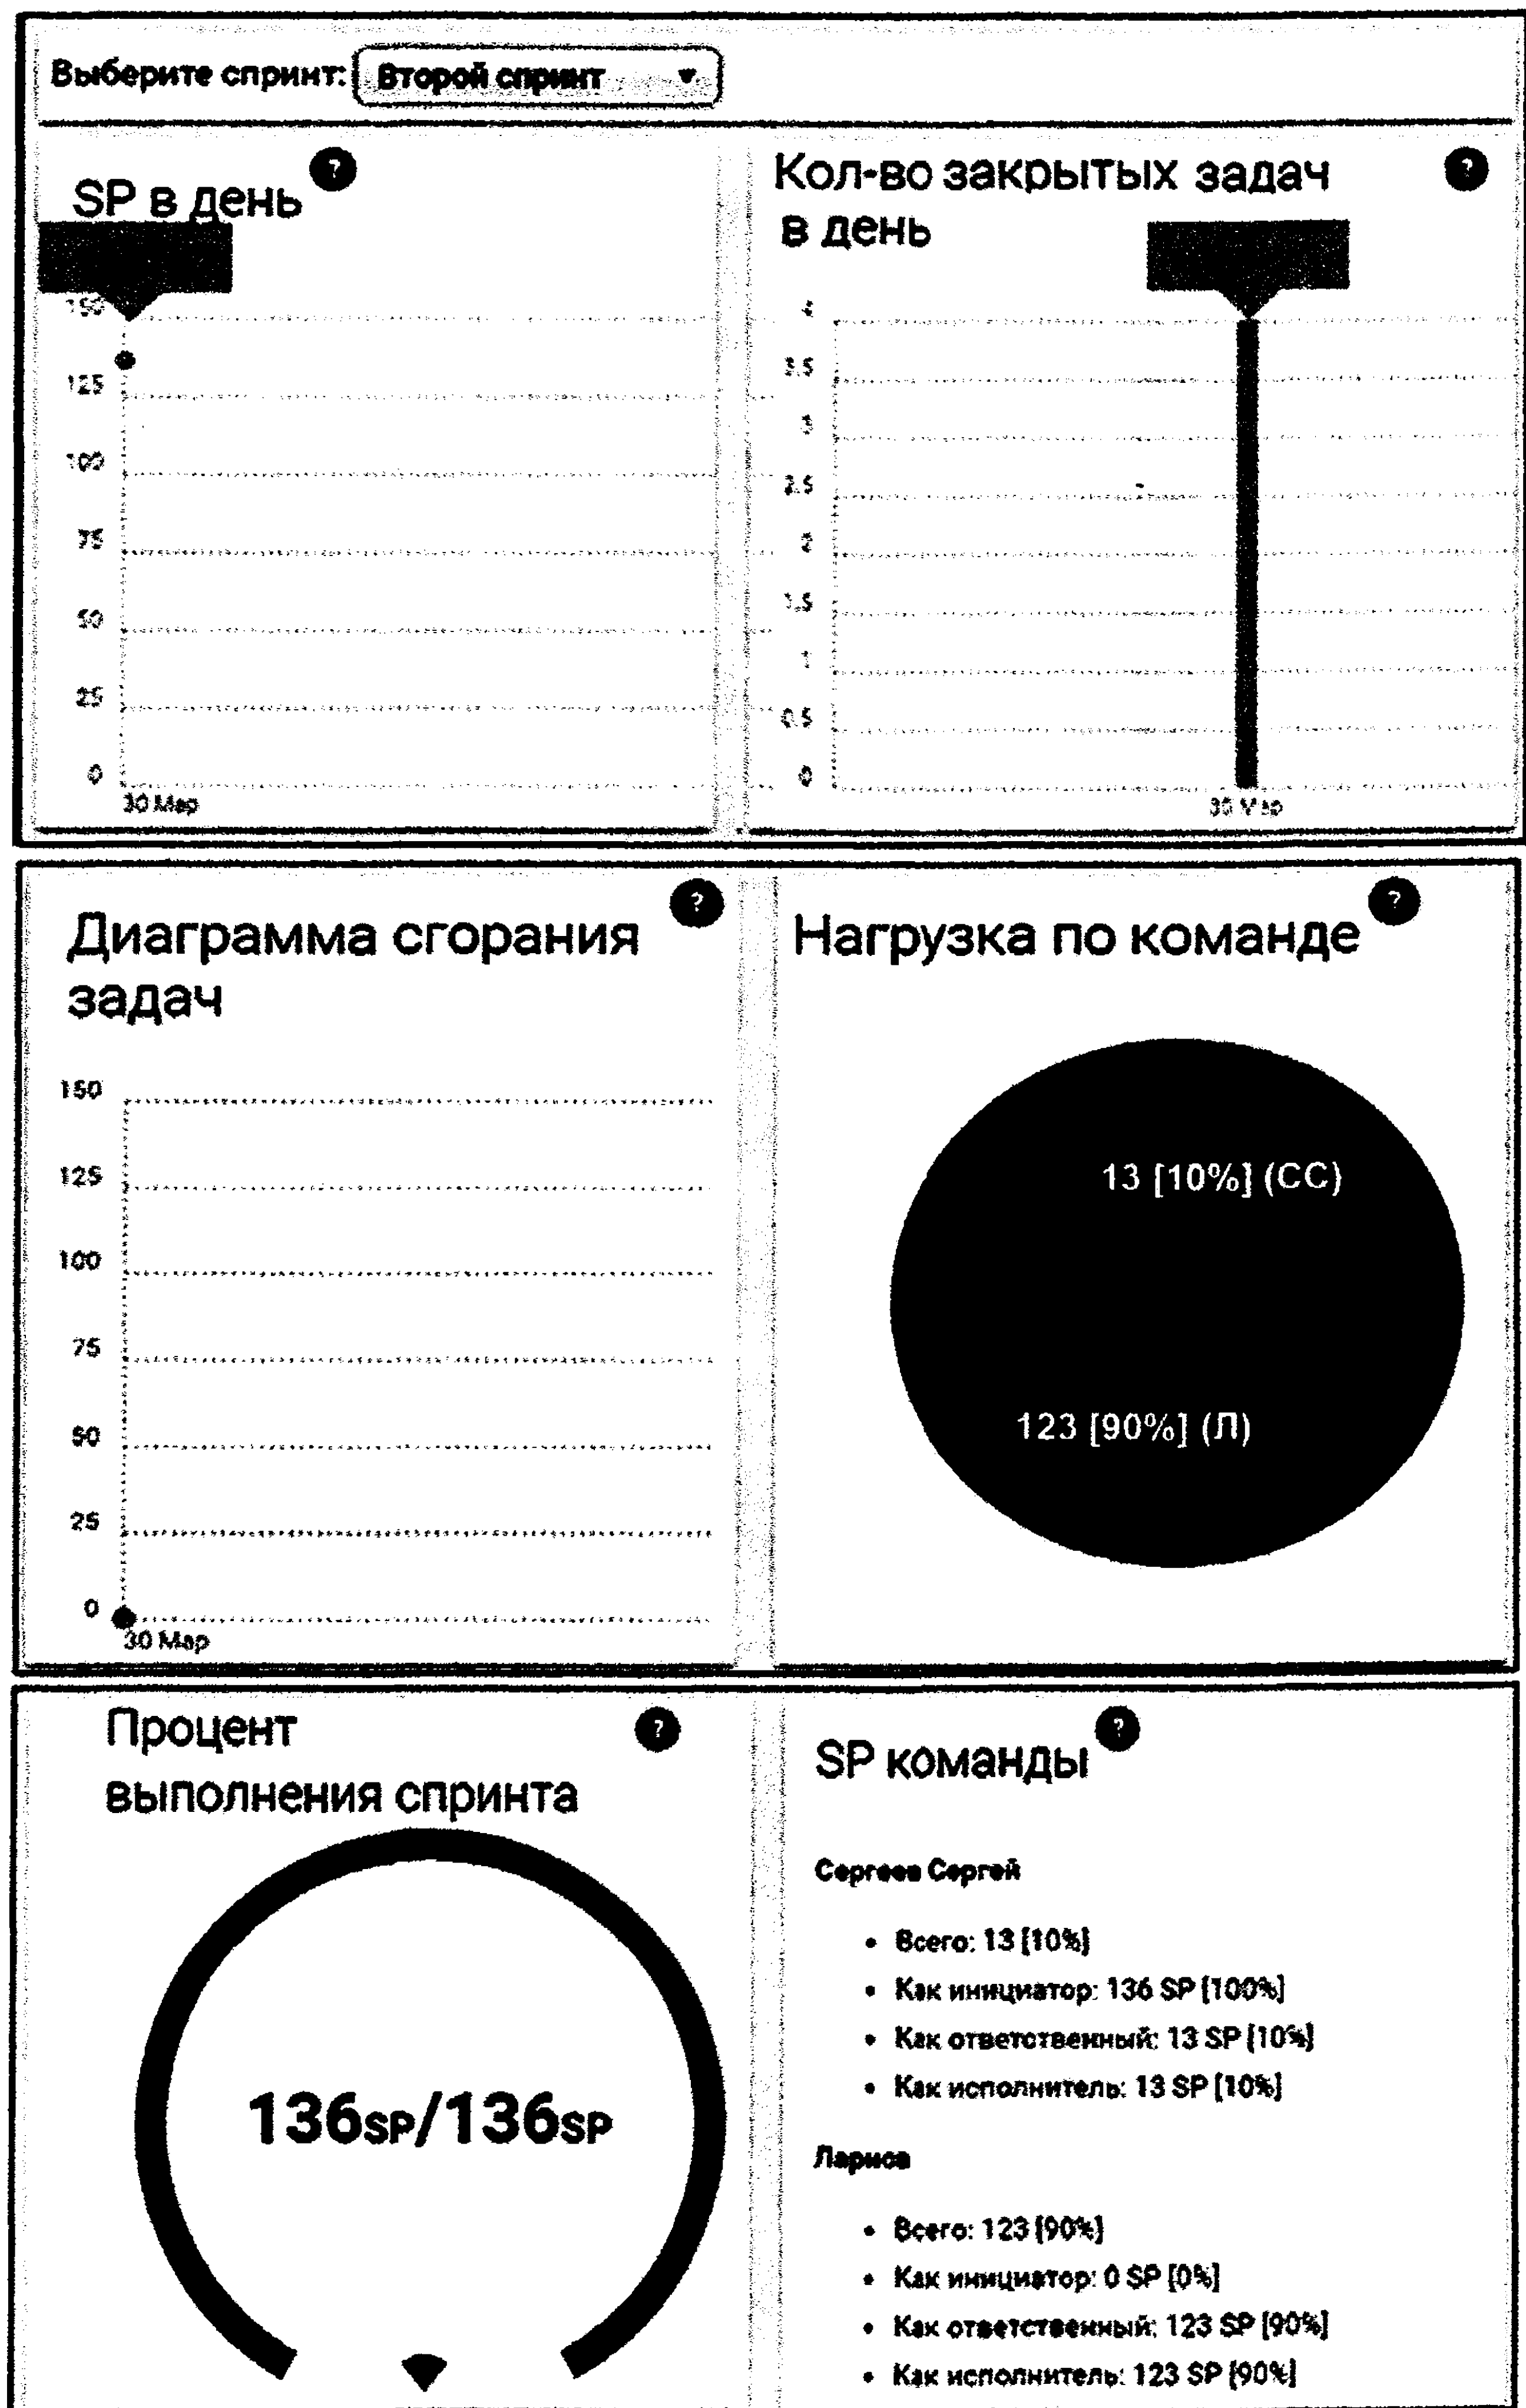 Выберите спринт: Второй спринт
SP в день ?
150
125
100
75
50
25
0
30 Мар
Кол-во закрытых задач ?
в день
4
3.5
3
2.5
2
1.5
1
0.5
0
30 Мар
Диаграмма сгорания ?
задач
150
125
100
75
50
25
0
30 Мар
Нагрузка по команде ?
13 [10%] (СС)
123 [90%] (Л)
Процент ?
выполнения спринта
136SP/136SP
SP команды ?
Сергеев Сергей
• Всего: 13 [10%]
• Как инициатор: 136 SP [100%]
• Как ответственный: 13 SP [10%]
• Как исполнитель: 13 SP [10%]
Лариса
• Всего: 123 [90%]
• Как инициатор: 0 SP [0%]
• Как ответственный: 123 SP [90%]
• Как исполнитель: 123 SP [90%]